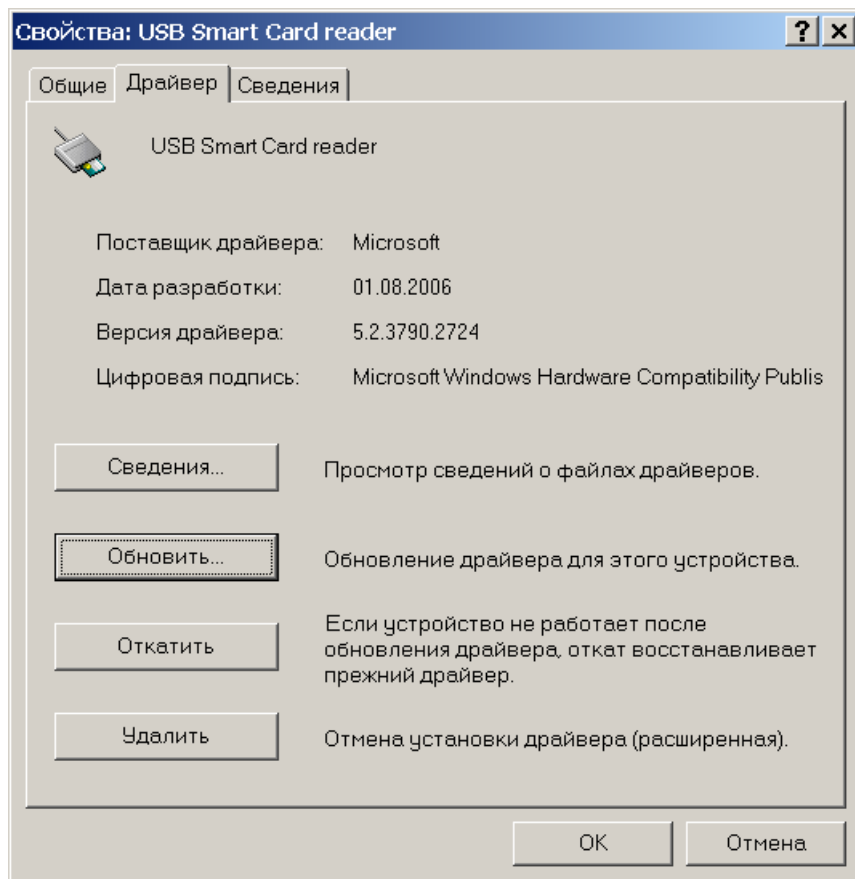 Свойства: USB Smart Card reader
Общие Драйвер Сведения
USB Smart Card reader
Поставщик драйвера: Microsoft
Дата разработки: 01.08.2006
Версия драйвера: 5.2.3790.2724
Цифровая подпись: Microsoft Windows Hardware Compatibility Publis
Сведения... Просмотр сведений о файлах драйверов.
Обновить... Обновление драйвера для этого устройства.
Если устройство не работает после
Откатить обновления драйвера, откат восстанавливает
прежний драйвер.
Удалить Отмена установки драйвера (расширенная).
OK Отмена